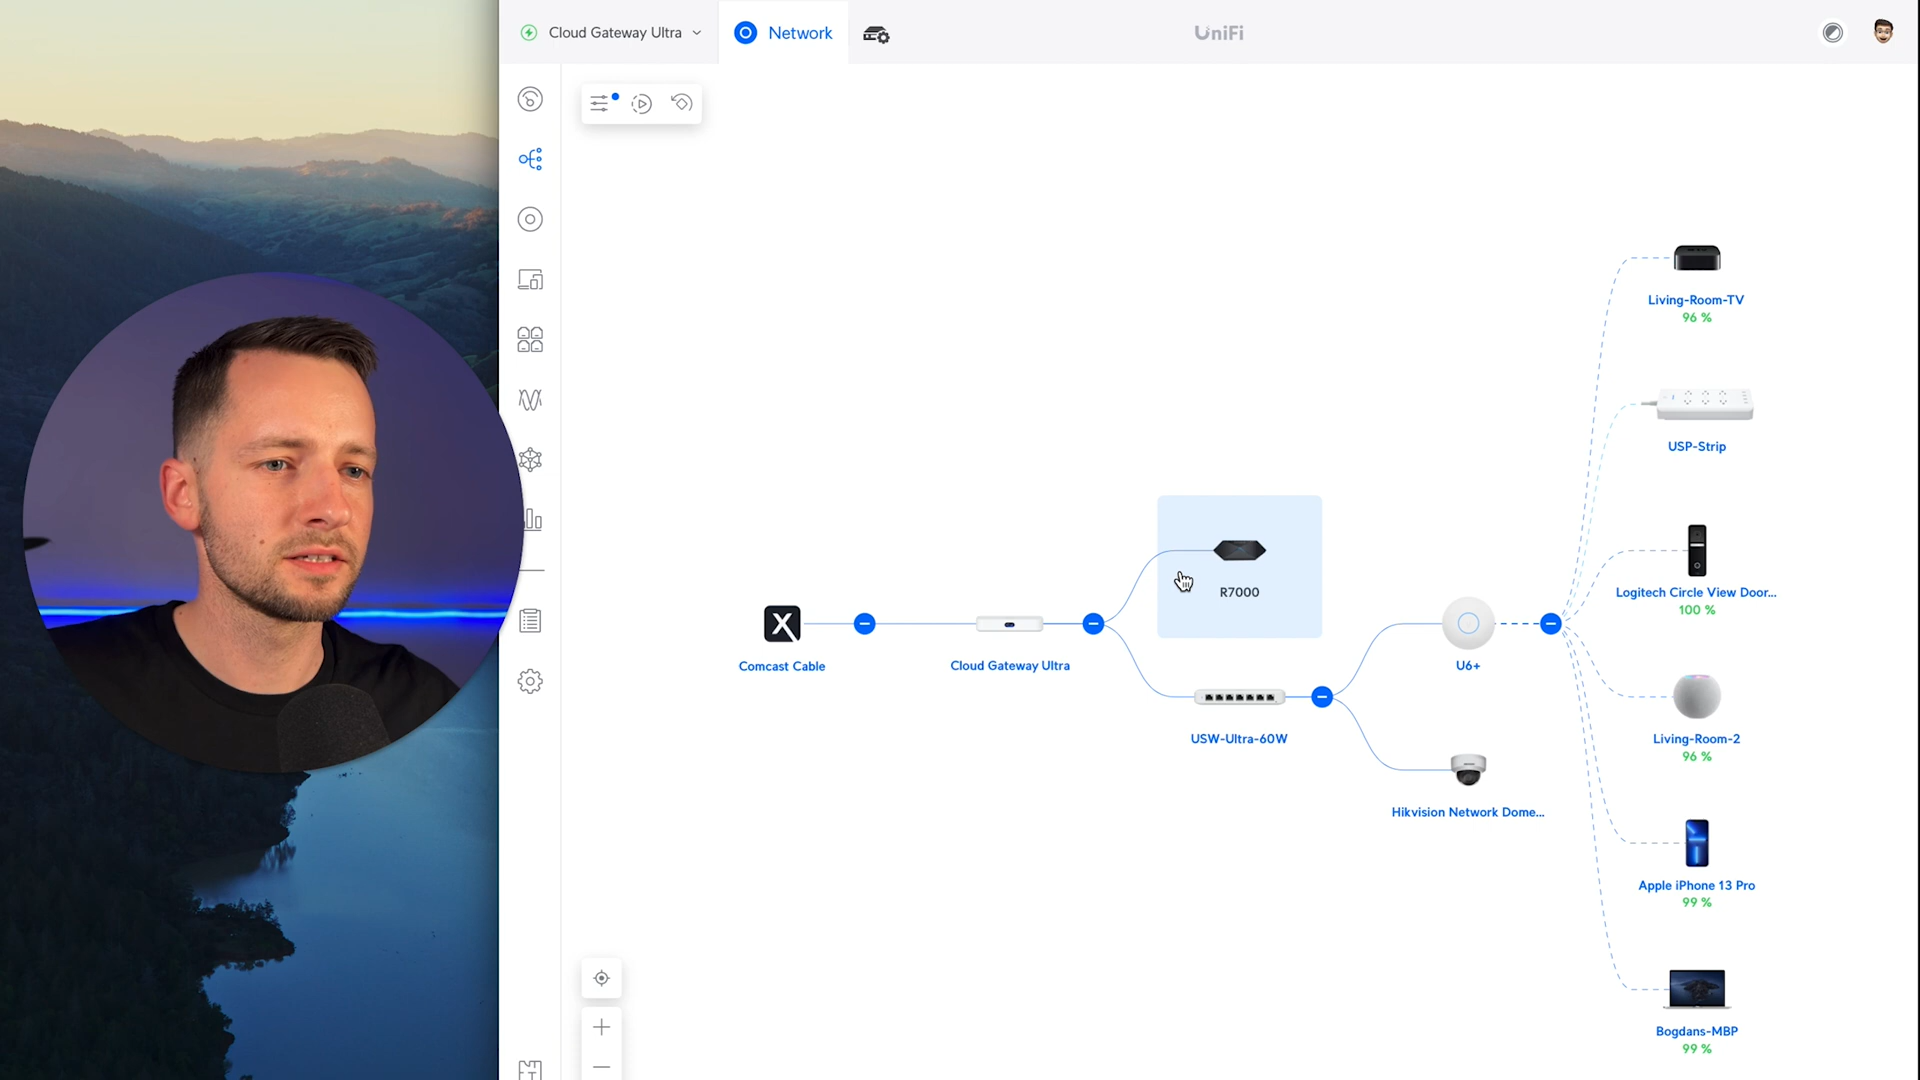 Cloud Gateway Ultra
Network
UniFi
Living-Room-TV
96 %
USP-Strip
Logitech Circle View Door...
100 %
R7000
Comcast Cable
Cloud Gateway Ultra
U6+
USW-Ultra-60W
Living-Room-2
96 %
Hikvision Network Dome...
Apple iPhone 13 Pro
99 %
Bogdans-MBP
99 %